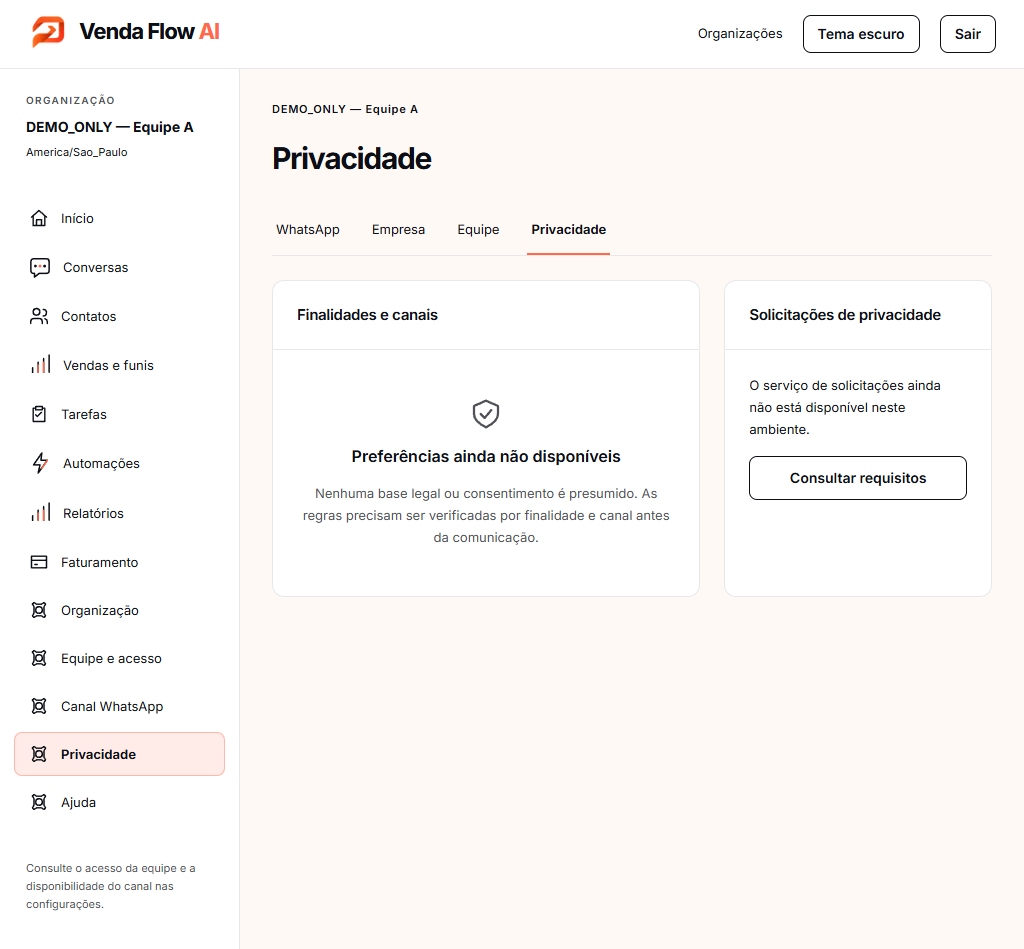 Venda Flow AI
Organizações
Tema escuro
Sair
ORGANIZAÇÃO
DEMO_ONLY — Equipe A
America/Sao_Paulo
Início
Conversas
Contatos
Vendas e funis
Tarefas
Automações
Relatórios
Faturamento
Organização
Equipe e acesso
Canal WhatsApp
Privacidade
Ajuda
Consulte o acesso da equipe e a
disponibilidade do canal nas
configurações.
DEMO_ONLY — Equipe A
Privacidade
WhatsApp
Empresa
Equipe
Privacidade
Finalidades e canais
Preferências ainda não disponíveis
Nenhuma base legal ou consentimento é presumido. As
regras precisam ser verificadas por finalidade e canal antes
da comunicação.
Solicitações de privacidade
O serviço de solicitações ainda
não está disponível neste
ambiente.
Consultar requisitos